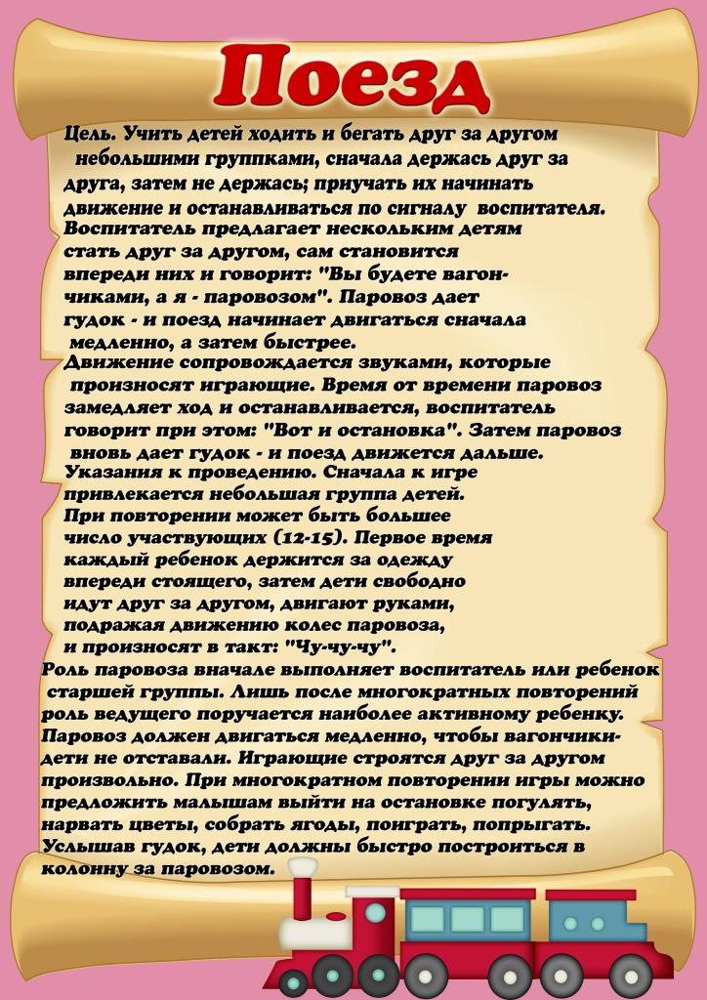 Поезд
Цель. Учить детей ходить и бегать друг за другом
небольшими группками, сначала держась друг за
друга, затем не держась; приучать их начинать
движение и останавливаться по сигналу воспитателя.
Воспитатель предлагает нескольким детям
стать друг за другом, сам становится
впереди них и говорит: "Вы будете вагон-
чиками, а я - паровозом". Паровоз дает
гудок - и поезд начинает двигаться сначала
медленно, а затем быстрее.
Движение сопровождается звуками, которые
произносят играющие. Время от времени паровоз
замедляет ход и останавливается, воспитатель
говорит при этом: "Вот и остановка". Затем паровоз
вновь дает гудок - и поезд движется дальше.
Указания к проведению. Сначала к игре
привлекается небольшая группа детей.
При повторении может быть большее
число участвующих (12-15). Первое время
каждый ребенок держится за одежду
впереди стоящего, затем дети свободно
идут друг за другом, двигают руками,
подражая движению колес паровоза,
и произносят в такт: "Чу-чу-чу".
Роль паровоза вначале выполняет воспитатель или ребенок
старшей группы. Лишь после многократных повторений
роль ведущего поручается наиболее активному ребенку.
Паровоз должен двигаться медленно, чтобы вагончики-
дети не отставали. Играющие строятся друг за другом
произвольно. При многократном повторении игры можно
предложить малышам выйти на остановке погулять,
нарвать цветы, собрать ягоды, поиграть, попрыгать.
Услышав гудок, дети должны быстро построиться в
колонну за паровозом.